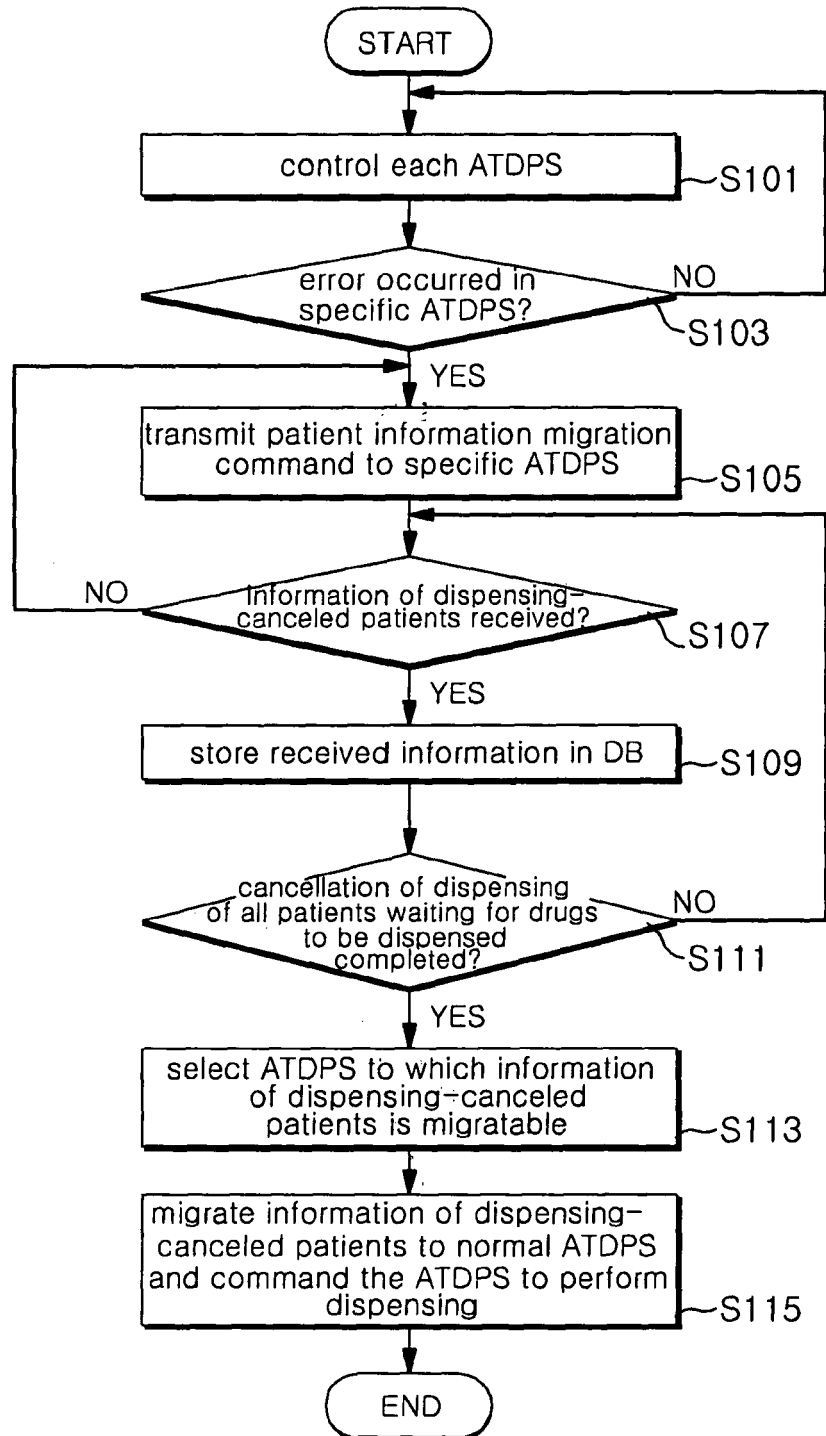 START
control each ATDPS
S101
error occurred in
specific ATDPS?
NO
S103
YES
transmit patient information migration
command to specific ATDPS
S105
NO
information of dispensing-
canceled patients received?
S107
YES
store received information in DB
S109
cancellation of dispensing
of all patients waiting for drugs
to be dispensed
completed?
NO
S111
YES
select ATDPS to which information
of dispensing-canceled
patients is migratable
S113
migrate information of dispensing-
canceled patients to normal ATDPS
and command the ATDPS to perform
dispensing
S115
END